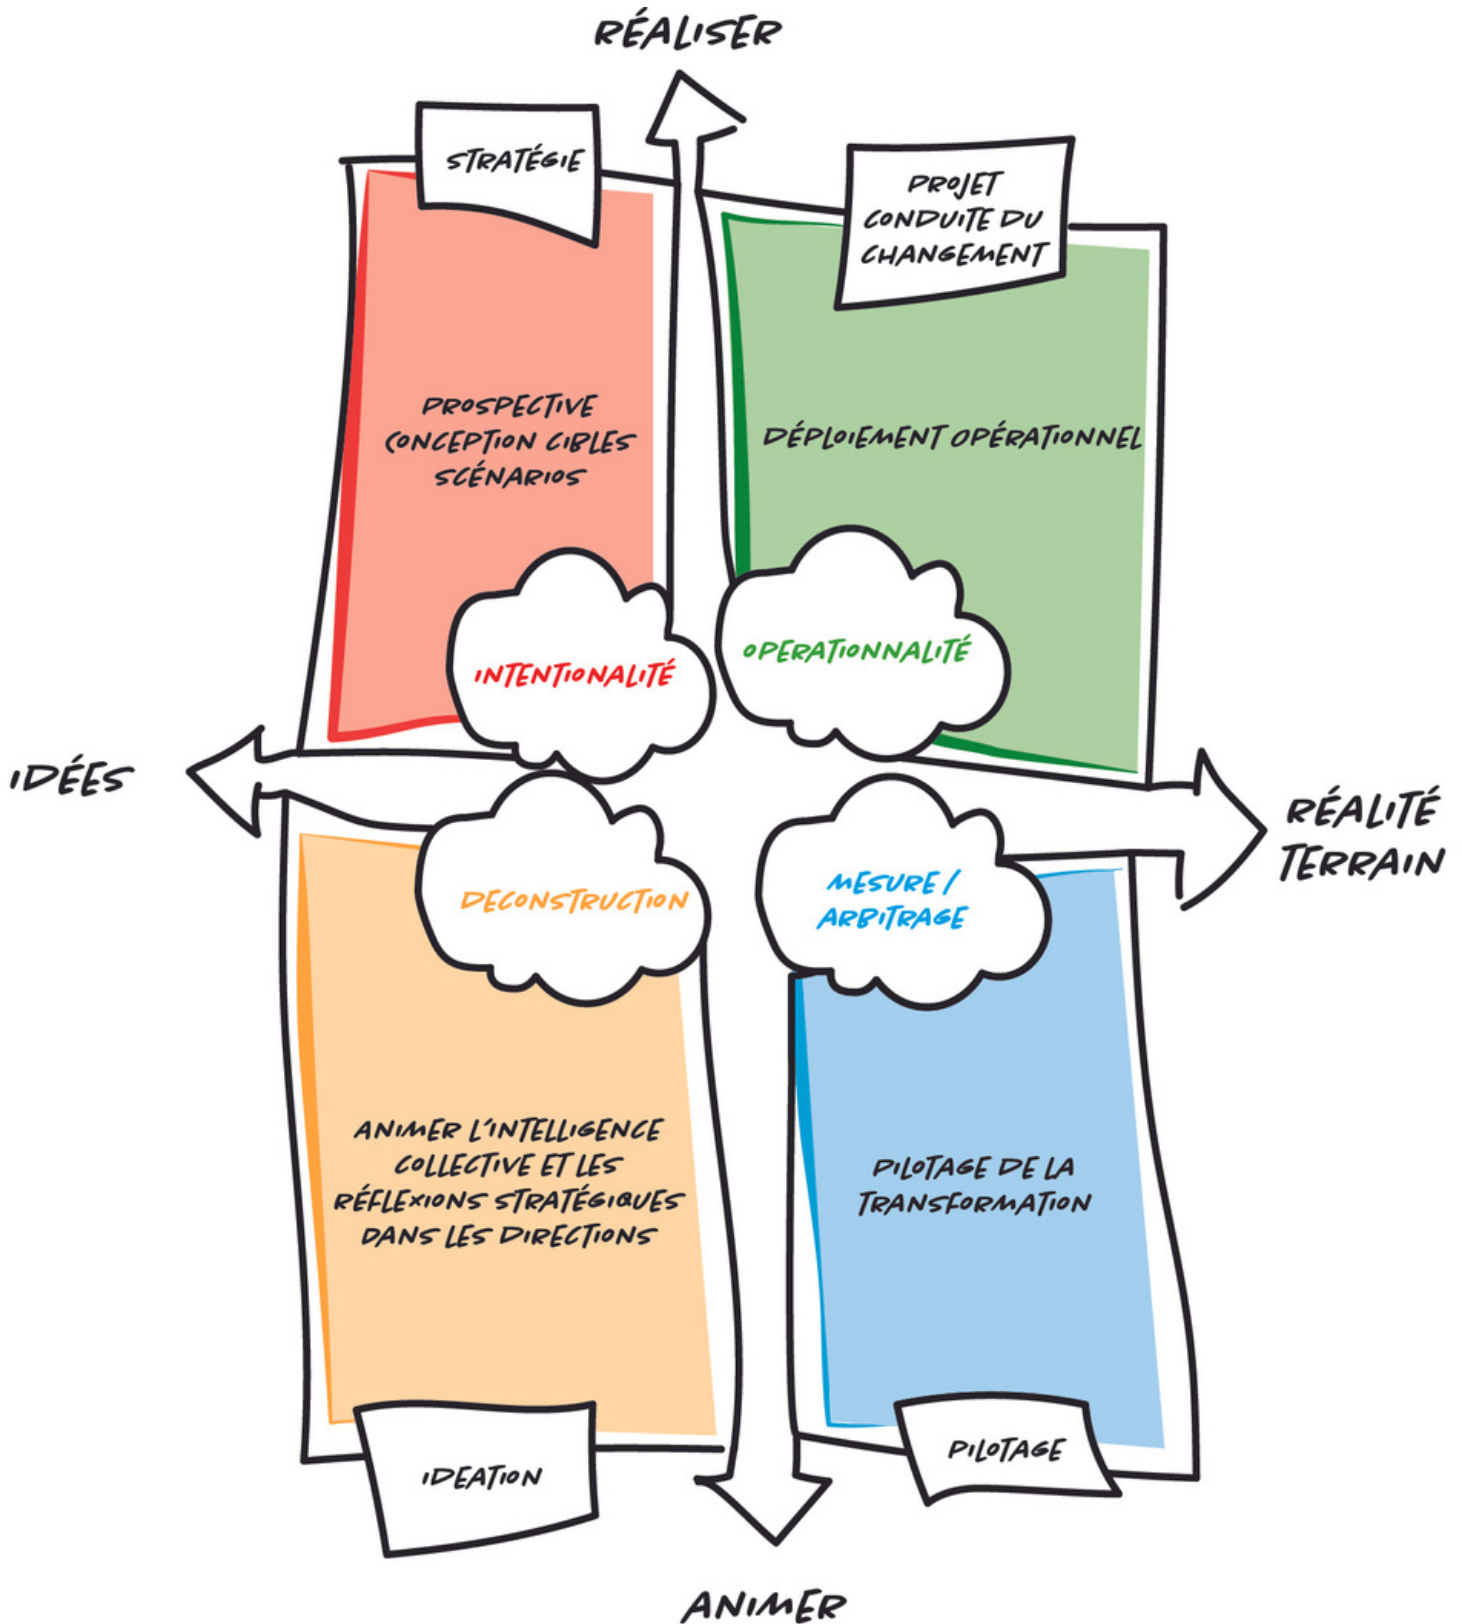 RÉALISER
STRATÉGIE
PROJET
CONDUITE DU
CHANGEMENT
PROSPECTIVE
CONCEPTION CIBLES
SCÉNARIOS
DÉPLOIEMENT OPÉRATIONNEL
INTENTIONALITÉ
OPERATIONNALITÉ
IDÉES
RÉALITÉ
TERRAIN
DECONSTRUCTION
MESURE /
ARBITRAGE
ANIMER L'INTELLIGENCE
COLLECTIVE ET LES
RÉFLEXIONS STRATÉGIQUES
DANS LES DIRECTIONS
PILOTAGE DE LA
TRANSFORMATION
IDEATION
PILOTAGE
ANIMER